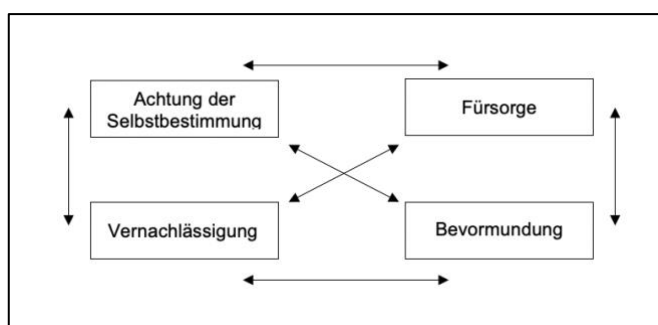 Achtung der
Selbstbestimmung
Fürsorge
Vernachlässigung
Bevormundung